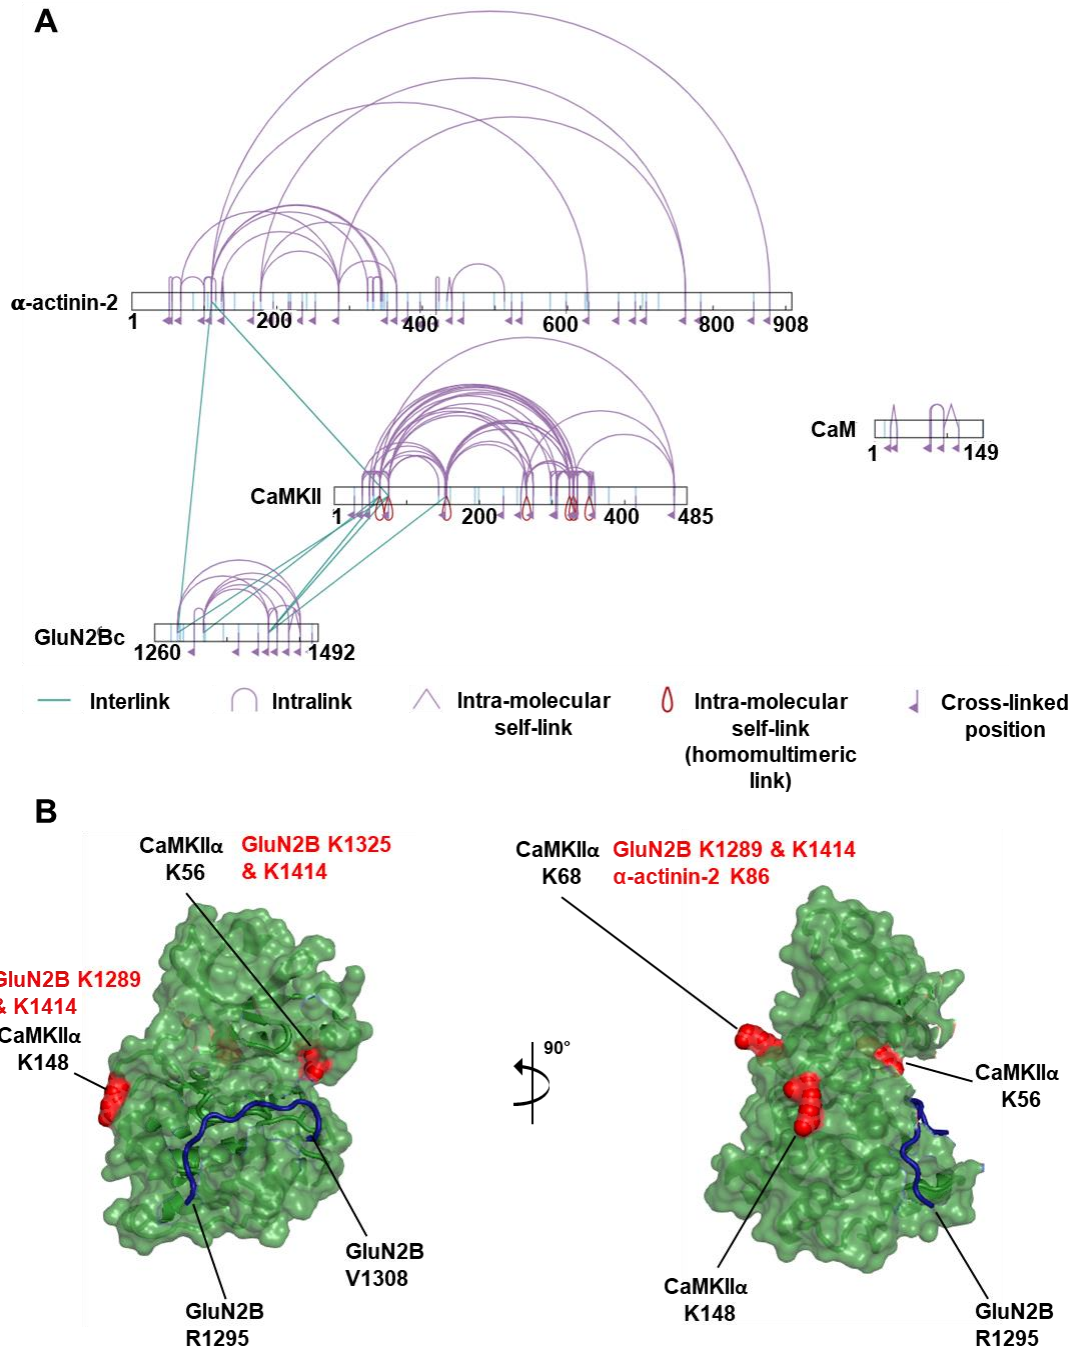 A
α-actinin-2
1
200
400
600
800
908
CaM
1
149
CaMKII
1
200
400
485
GluN2Bc
1260
1492
Interlink
Intralink
Intra-molecular
self-link
Intra-molecular
self-link
(homomultimeric
link)
Cross-linked
position
B
CaMKIIα
K56
GluN2B K1325
& K1414
GluN2B K1289
& K1414
CaMKIIα
K148
GluN2B
V1308
GluN2B
R1295
90°
CaMKIIα
K68
GluN2B K1289 & K1414
α-actinin-2 K86
CaMKIIα
K56
CaMKIIα
K148
GluN2B
R1295